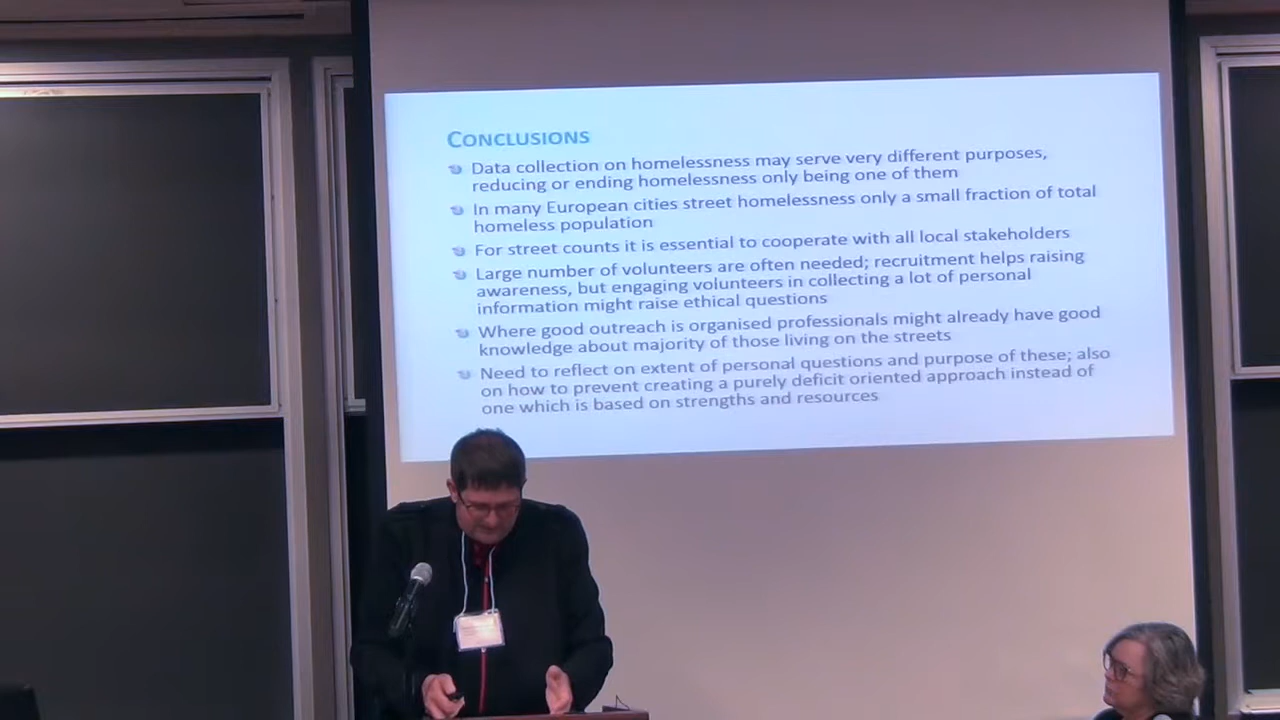 CONCLUSIONS
Data collection on homelessness may serve very different purposes,
reducing or ending homelessness only being one of them
In many European cities street homelessness only a small fraction of total
homeless population
For street counts it is essential to cooperate with all local stakeholders
Large number of volunteers are often needed; recruitment helps raising
awareness, but engaging volunteers in collecting a lot of personal
information might raise ethical questions
Where good outreach is organised professionals might already have good
knowledge about majority of those living on the streets
Need to reflect on extent of personal questions and purpose of these; also
on how to prevent creating a purely deficit oriented approach instead of
one which is based on strengths and resources